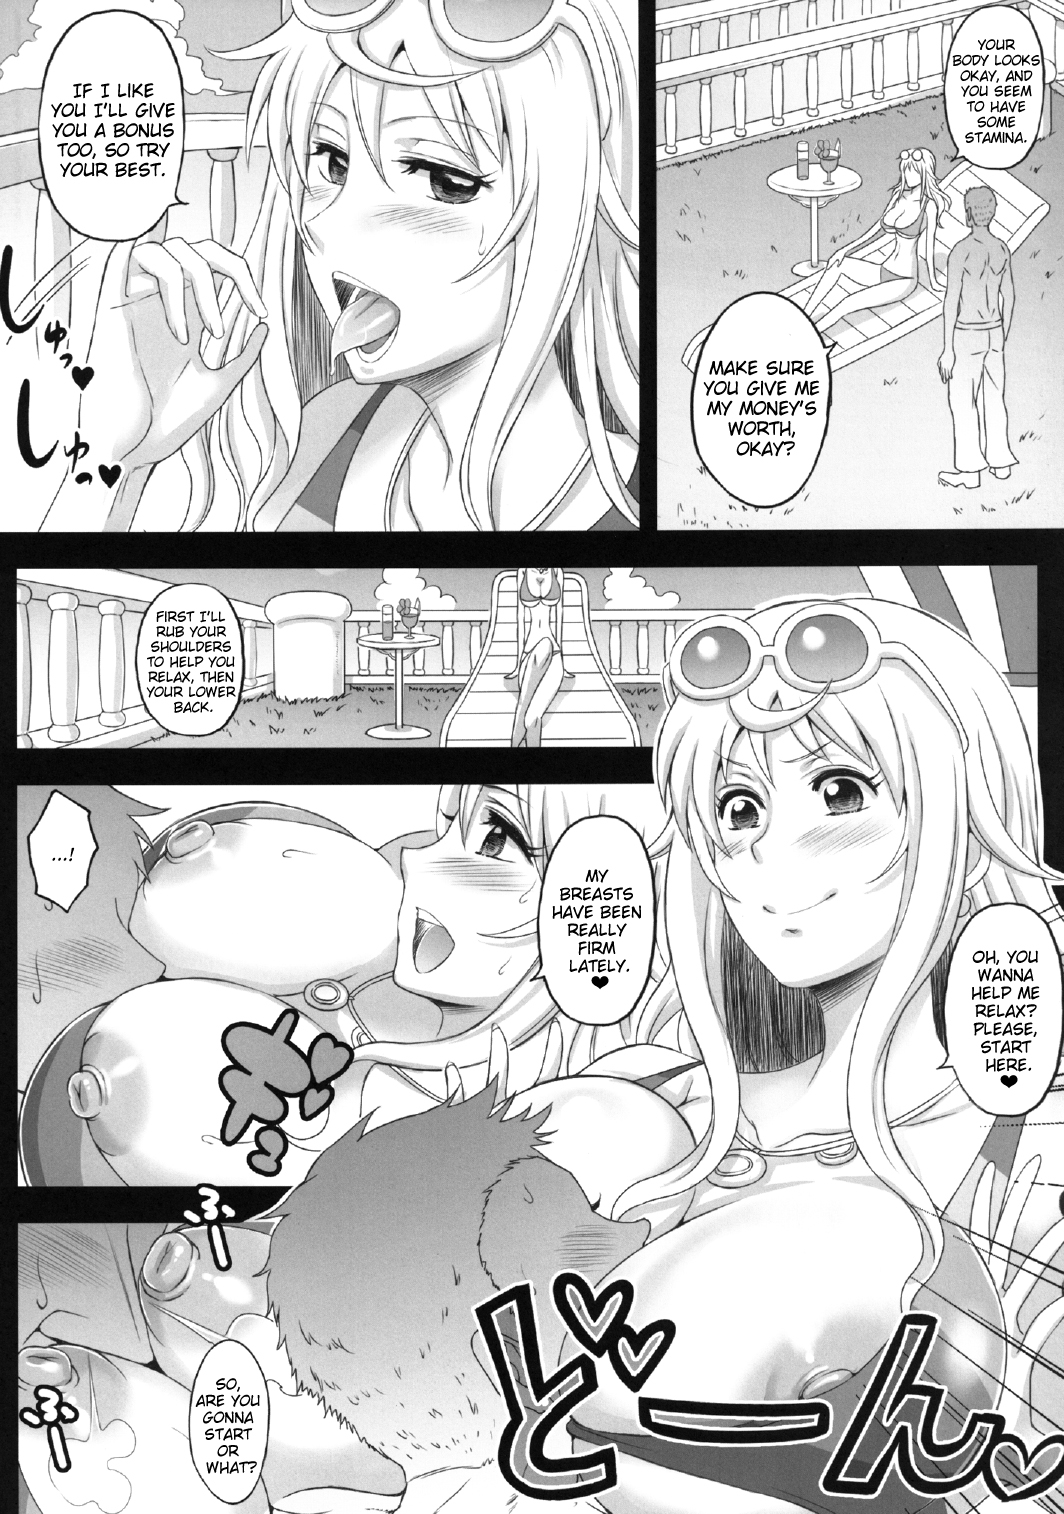 YOUR
BODY LOOKS
OKAY, AND
YOU SEEM
TO HAVE
SOME
STAMINA.
MAKE SURE
YOU GIVE ME
MY MONEY'S
WORTH,
OKAY?
IF I LIKE
YOU I'LL GIVE
YOU A BONUS
TOO, SO TRY
YOUR BEST.
しゅっ♥
しゅっ♥
FIRST I'LL
RUB YOUR
SHOULDERS
TO HELP YOU
RELAX, THEN
YOUR LOWER
BACK.
OH, YOU
WANNA
HELP ME
RELAX?
PLEASE,
START
HERE.
♥
どーん
MY
BREASTS
HAVE BEEN
REALLY
FIRM
LATELY.
♥
...!
SO,
ARE YOU
GONNA
START
OR
WHAT?